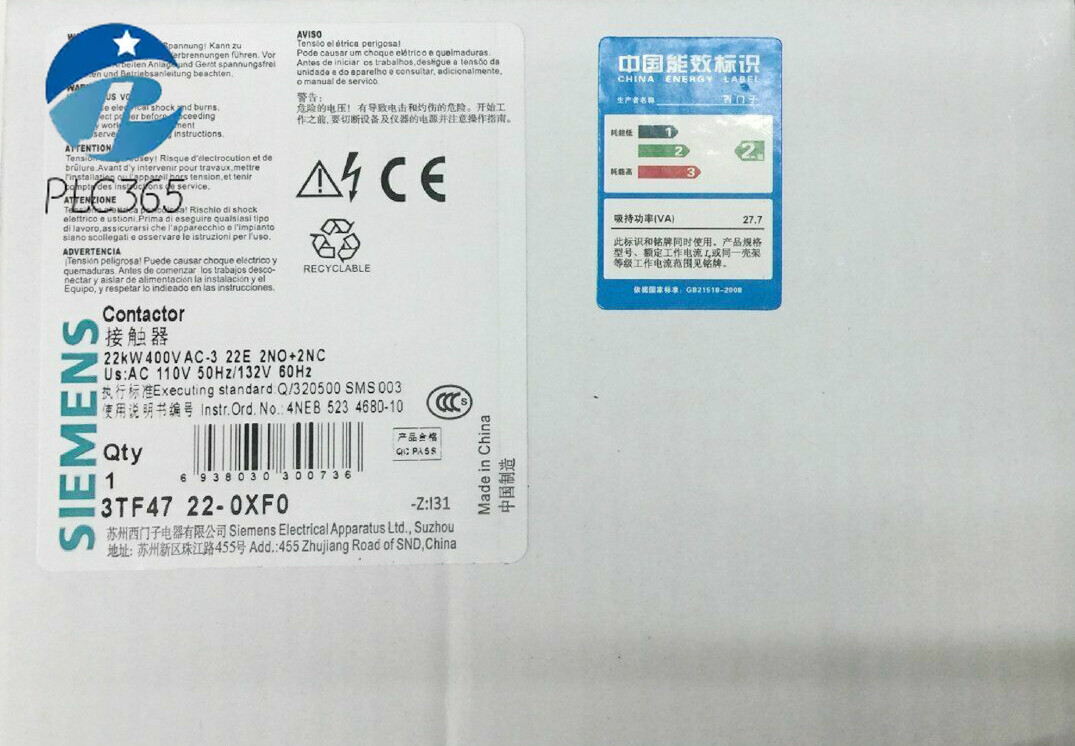 PLC365
pannung! Kann zu
erbrennungen führen. Vor
beiten Anlage und Gerät spannungsfrei
en und Betriebsanleitung beachten.
shock and burns.
before proceeding
instructions.
ATTENTION
Risque d'électrocution et de
brûlure. Avant d'y intervenir pour travaux, mettre
l'installation ou l'appareil hors tension, et tenir
compte des instructions de service.
ATTENZIONE
Rischio di shock
elettrico e ustioni. Prima di eseguire qualsiasi tipo
di lavoro, assicurarsi che l'apparecchio e l'impianto
siano scollegati e osservare le istruzioni per l'uso.
ADVERTENCIA
¡Tensión peligrosa! Puede causar choque eléctrico y
quemaduras. Antes de comenzar los trabajos desco-
nectar y aislar de alimentación la instalación y el
Equipo, y respetar lo indieado en las instrucciones.
AVISO
Tensão elétrica perigosa!
Pode causar um choque elétrico e queimaduras.
Antes de iniciar os trabalhos, desligue a tensão da
unidade e do aparelho e consultar, adicionalmente,
o manual de servico.
警告:
危险的电压! 有导致电击和灼伤的危险。开始工
作之前,要切断设备及仪器的电源并注意操作指南。
CE
RECYCLABLE
SIEMENS
Contactor
接触器
22kW 400V AC-3 22E 2NO+2NC
Us:AC 110V 50Hz/132V 60Hz
执行标准Executing standard:Q/320500 SMS 003
使用说明书编号 Instr.Ord. No.:4NEB 523 4680-10
CCC S
产品合格
QC PASS
Qty
1
6 938030 300736
3TF47 22-0XF0
-Z:I31
Made in China
中国制造
苏州西门子电器有限公司 Siemens Electrical Apparatus Ltd., Suzhou
地址: 苏州新区珠江路455号 Add.:455 Zhujiang Road of SND,China
中国能效标识
CHINA ENERGY LABEL
生产者名称 西门子
耗能低 1
2
耗能高 3
2级
吸持功率(VA) 27.7
此标识和铭牌同时使用。产品规格
型号、额定工作电流Iₑ或同一壳架
等级工作电流范围见铭牌。
依据国家标准: GB21518-2008